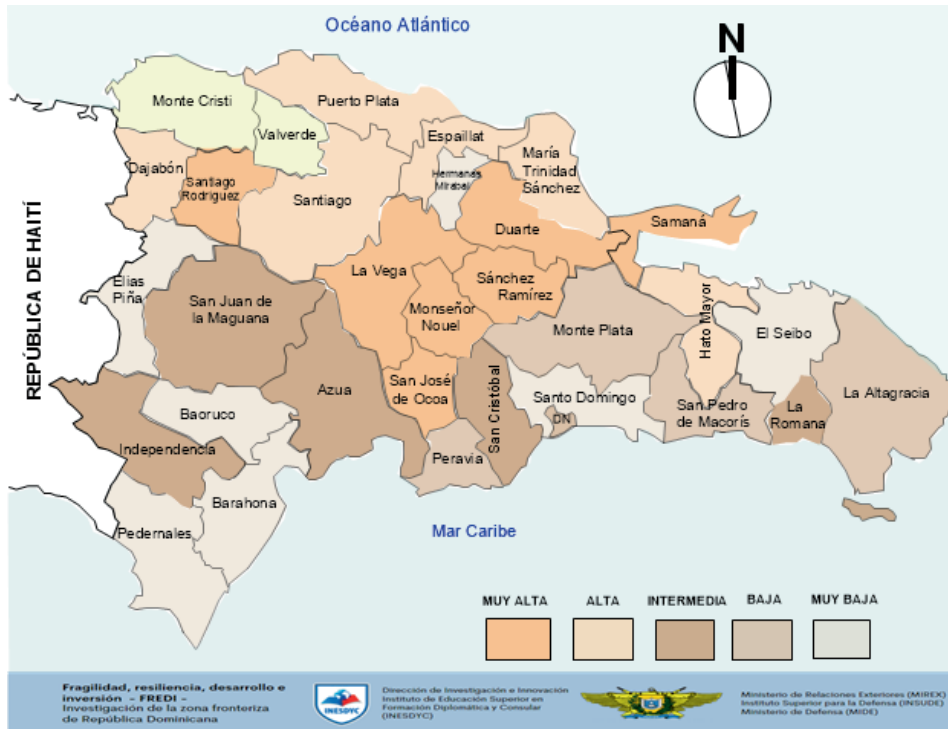 Océano Atlántico
N
Monte Cristi
Puerto Plata
Valverde
Espaillat
María
Trinidad
Sánchez
Dajabón
Santiago
Rodriguez
Hermanas
Mirabal
Santiago
Samaná
Duarte
REPÚBLICA DE HAITÍ
La Vega
Sánchez
Ramírez
Elias
Piña
San Juan de
la Maguana
Monseñor
Nouel
Monte Plata
Hato Mayor
El Seibo
Azua
San José
de Ocoa
San Cristóbal
Santo Domingo
DN
San Pedro
de Macorís
La
Romana
La Altagracia
Baoruco
Independencia
Peravia
Barahona
Pedernales
Mar Caribe
MUY ALTA
ALTA
INTERMEDIA
BAJA
MUY BAJA
Fragilidad, resiliencia, desarrollo e
inversión - FREDI -
Investigación de la zona fronteriza
de República Dominicana
INESDYC
Dirección de Investigación e Innovación
Instituto de Educación Superior en
Formación Diplomática y Consular
(INESDYC)
Ministerio de Relaciones Exteriores (MIREX)
Instituto Superior para la Defensa (INSUDE)
Ministerio de Defensa (MIDE)